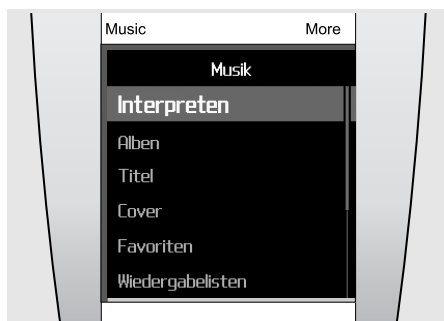 Music More
Musik
Interpreten
Alben
Titel
Cover
Favoriten
Wiedergabelisten